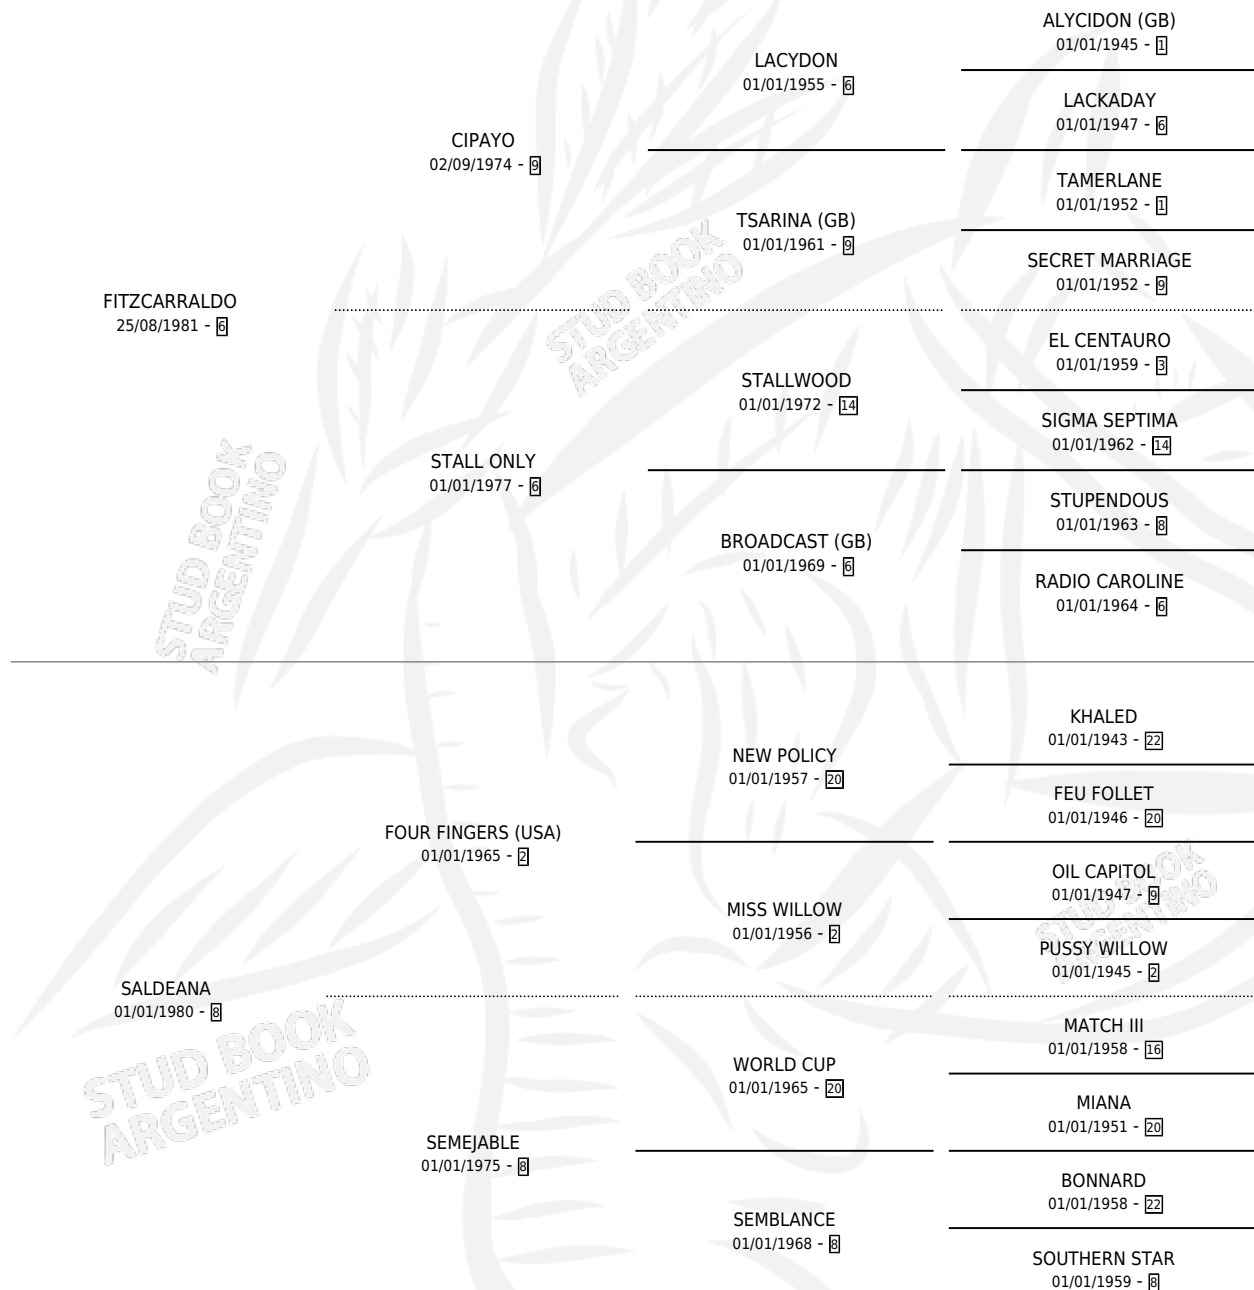 ALYCIDON (GB)
01/01/1945 - 1
LACYDON
01/01/1955 - 6
LACKADAY
01/01/1947 - 6
CIPAYO
02/09/1974 - 9
TAMERLANE
01/01/1952 - 1
TSARINA (GB)
01/01/1961 - 9
SECRET MARRIAGE
01/01/1952 - 9
FITZCARRALDO
25/08/1981 - 6
STUD BOOK
ARGENTINO
EL CENTAURO
01/01/1959 - 3
STALLWOOD
01/01/1972 - 14
SIGMA SEPTIMA
01/01/1962 - 14
STALL ONLY
01/01/1977 - 6
STUPENDOUS
01/01/1963 - 8
BROADCAST (GB)
01/01/1969 - 6
RADIO CAROLINE
01/01/1964 - 6
STUD BOOK
ARGENTINO
KHALED
01/01/1943 - 22
NEW POLICY
01/01/1957 - 20
FEU FOLLET
01/01/1946 - 20
FOUR FINGERS (USA)
01/01/1965 - 2
OIL CAPITOL
01/01/1947 - 9
MISS WILLOW
01/01/1956 - 2
STUD BOOK
ARGENTINO
PUSSY WILLOW
01/01/1945 - 2
SALDEANA
01/01/1980 - 8
MATCH III
01/01/1958 - 16
WORLD CUP
01/01/1965 - 20
STUD BOOK
ARGENTINO
MIANA
01/01/1951 - 20
SEMEJABLE
01/01/1975 - 8
BONNARD
01/01/1958 - 22
SEMBLANCE
01/01/1968 - 8
SOUTHERN STAR
01/01/1959 - 8